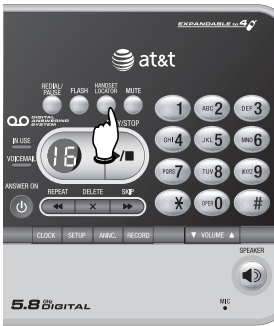 EXPANDABLE to 4
at&t
REDIAL/
PAUSE
FLASH
HANDSET
LOCATOR
MUTE
DIGITAL
ANSWERING
SYSTEM
1
ABC 2
DEF 3
IN USE
Y/STOP
VOICEMAIL
16
GHI 4
JKL 5
MNO 6
PQRS 7
TUV 8
WXYZ 9
ANSWER ON
REPEAT
DELETE
SKIP
*
OPER 0
#
CLOCK
SETUP
ANNC.
RECORD
▼ VOLUME ▲
SPEAKER
5.8 GHz DIGITAL
MIC